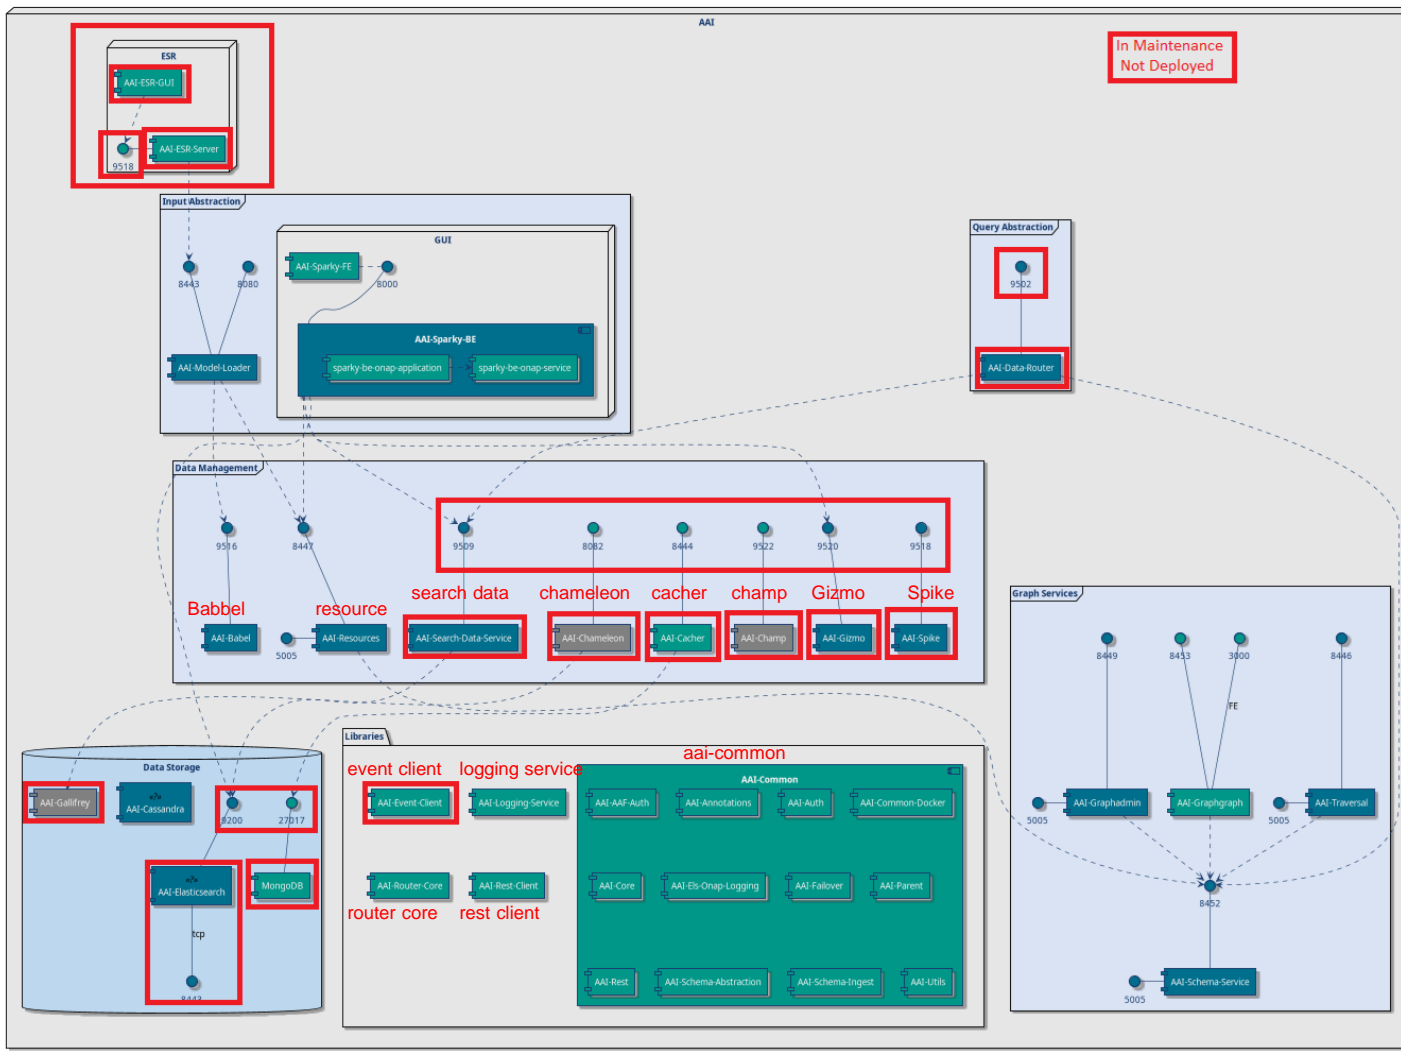 AAI
In Maintenance
Not Deployed
ESR
AAI-ESR-GUI
AAI-ESR-Server
9518
Input Abstraction
GUI
AAI-Sparky-FE
8443
8080
8000
AAI-Sparky-BE
AAI-Model-Loader
sparky-be-onap-application
sparky-be-onap-service
Query Abstraction
9502
AAI-Data-Router
Data Management
9516
8447
9509
8082
8444
9522
9520
9518
Babbel
resource
search data
chameleon
cacher
champ
Gizmo
Spike
AAI-Babel
5005
AAI-Resources
AAI-Search-Data-Service
AAI-Chameleon
AAI-Cacher
AAI-Champ
AAI-Gizmo
AAI-Spike
Graph Services
8449
8453
3000
8446
FE
5005
AAI-Graphadmin
AAI-Graphgraph
5005
AAI-Traversal
8452
5005
AAI-Schema-Service
Data Storage
AAI-Gallifrey
AAI-Cassandra
9200
27017
AAI-Elasticsearch
MongoDB
tcp
8443
Libraries
event client
logging service
aai-common
AAI-Common
AAI-Event-Client
AAI-Logging-Service
AAI-AAF-Auth
AAI-Annotations
AAI-Auth
AAI-Common-Docker
AAI-Router-Core
AAI-Rest-Client
AAI-Core
AAI-Els-Onap-Logging
AAI-Failover
AAI-Parent
router core
rest client
AAI-Rest
AAI-Schema-Abstraction
AAI-Schema-Ingest
AAI-Utils